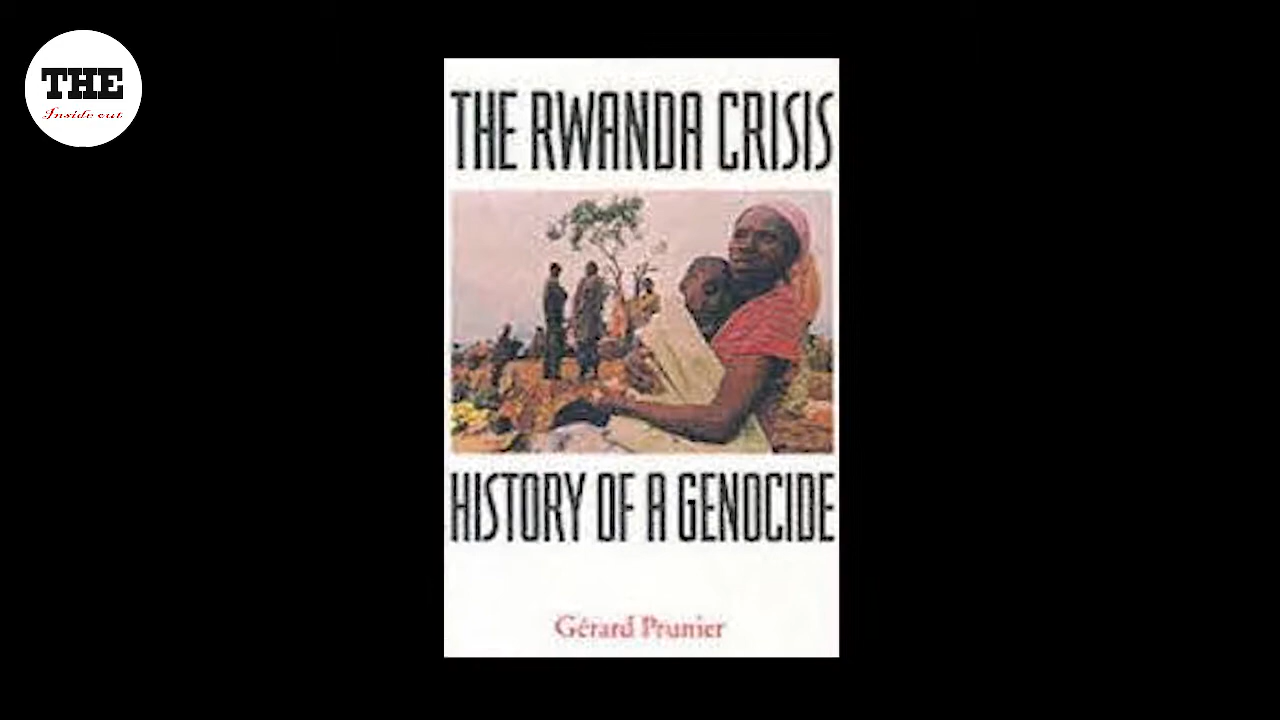 THE
Inside out
THE RWANDA CRISIS
HISTORY OF A GENOCIDE
Gérard Prunier